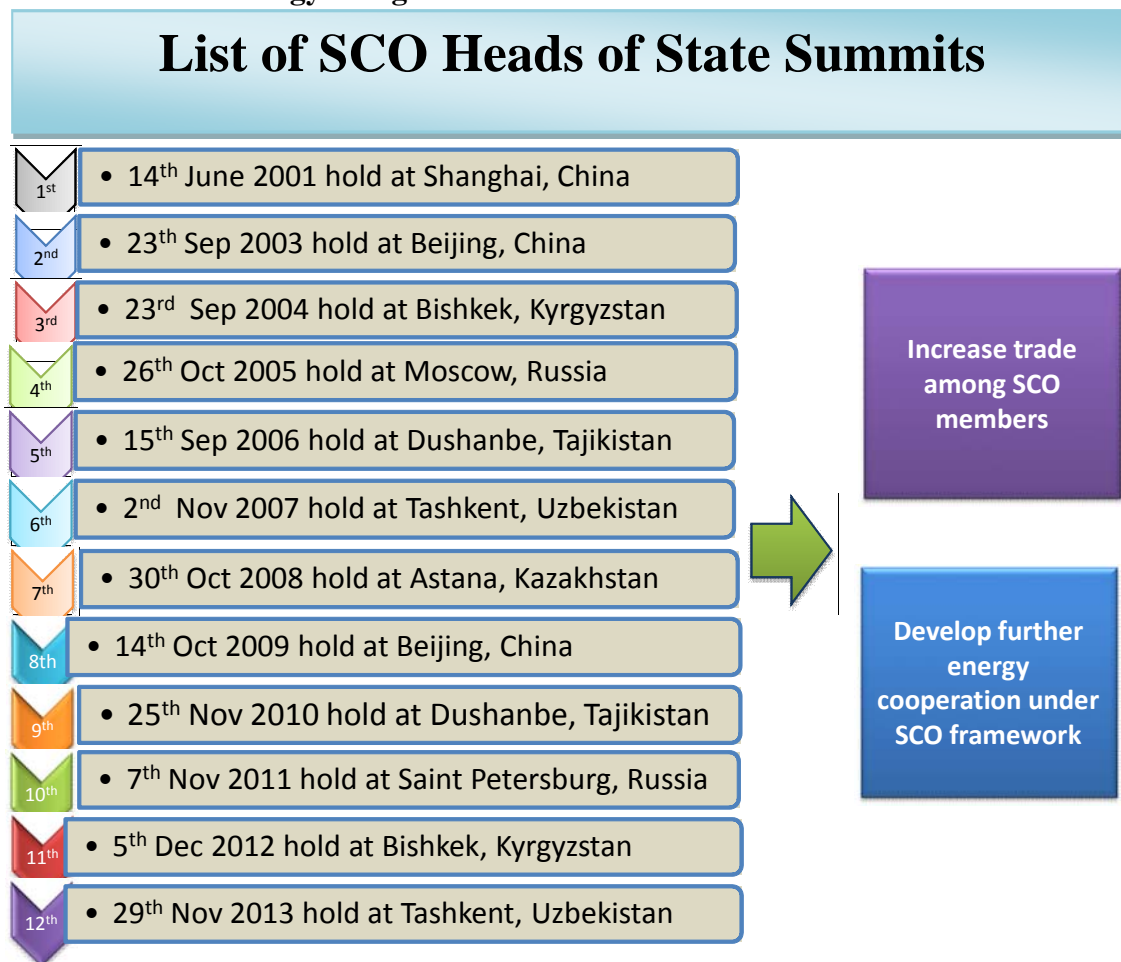 List of SCO Heads of State Summits
1st
• 14th June 2001 hold at Shanghai, China
2nd
• 23th Sep 2003 hold at Beijing, China
3rd
• 23rd Sep 2004 hold at Bishkek, Kyrgyzstan
4th
• 26th Oct 2005 hold at Moscow, Russia
5th
• 15th Sep 2006 hold at Dushanbe, Tajikistan
6th
• 2nd Nov 2007 hold at Tashkent, Uzbekistan
7th
• 30th Oct 2008 hold at Astana, Kazakhstan
8th
• 14th Oct 2009 hold at Beijing, China
9th
• 25th Nov 2010 hold at Dushanbe, Tajikistan
10th
• 7th Nov 2011 hold at Saint Petersburg, Russia
11th
• 5th Dec 2012 hold at Bishkek, Kyrgyzstan
12th
• 29th Nov 2013 hold at Tashkent, Uzbekistan
Increase trade
among SCO
members
Develop further
energy
cooperation under
SCO framework